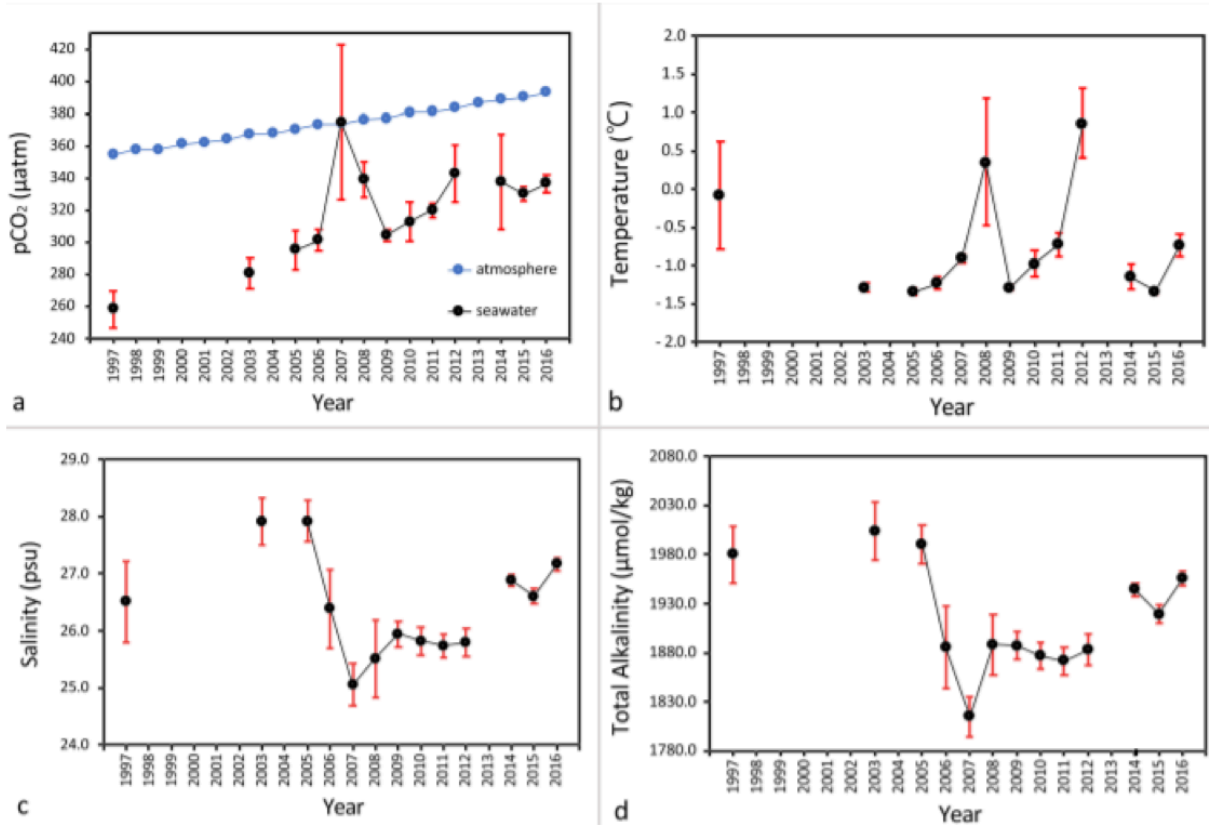 420
400
380
360
340
320
300
280
260
240
pCO₂ (µatm)
atmosphere
seawater
1997 1998 1999 2000 2001 2002 2003 2004 2005 2006 2007 2008 2009 2010 2011 2012 2013 2014 2015 2016
Year
a
2.0
1.5
1.0
0.5
0.0
-0.5
-1.0
-1.5
-2.0
Temperature (℃)
1997 1998 1999 2000 2001 2002 2003 2004 2005 2006 2007 2008 2009 2010 2011 2012 2013 2014 2015 2016
Year
b
29.0
28.0
27.0
26.0
25.0
24.0
Salinity (psu)
1997 1998 1999 2000 2001 2002 2003 2004 2005 2006 2007 2008 2009 2010 2011 2012 2013 2014 2015 2016
Year
c
2080.0
2030.0
1980.0
1930.0
1880.0
1830.0
1780.0
Total Alkalinity (µmol/kg)
1997 1998 1999 2000 2001 2002 2003 2004 2005 2006 2007 2008 2009 2010 2011 2012 2013 2014 2015 2016
Year
d